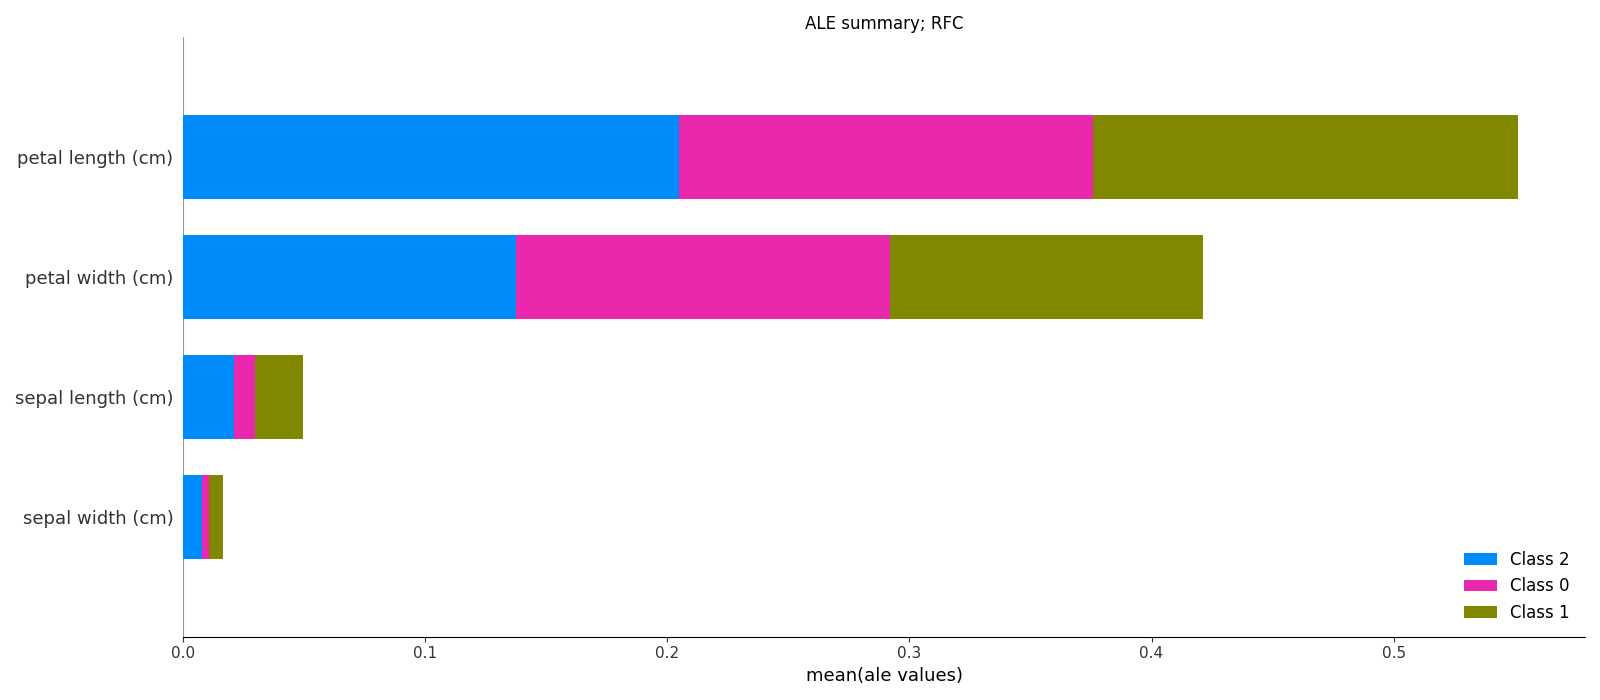 ALE summary; RFC
petal length (cm)
petal width (cm)
sepal length (cm)
sepal width (cm)
Class 2
Class 0
Class 1
0.0 0.1 0.2 0.3 0.4 0.5
mean(ale values)